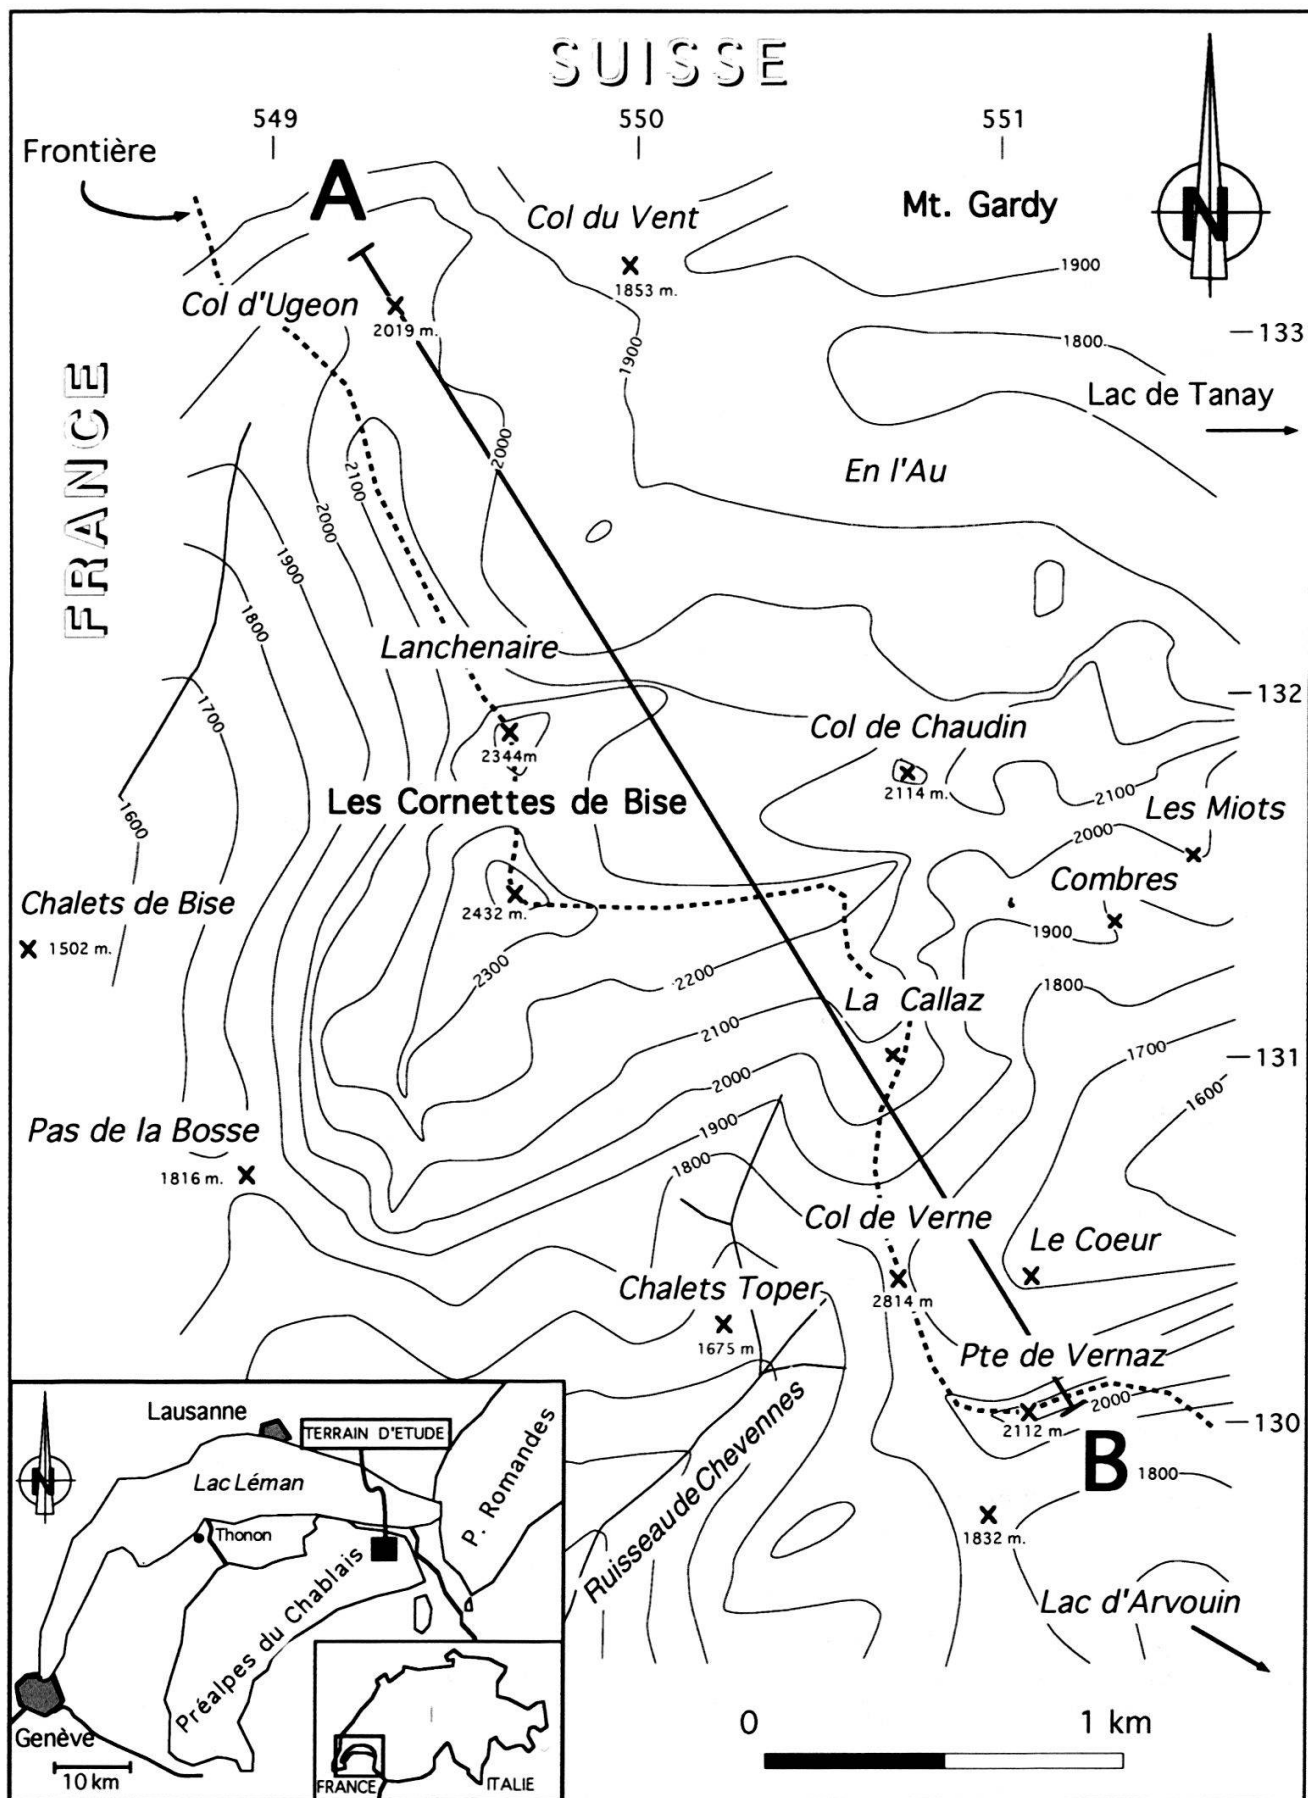 SUISSE
549
550
551
Frontière
A
Col du Vent
Mt. Gardy
N
1853 m.
1900
Col d'Ugeon
2019 m.
133
1800
1900
FRANCE
Lac de Tanay
2000
2100
En l'Au
2000
1900
1800
Lanchenaire
1700
132
Col de Chaudin
2344m
2114 m.
2100
Les Cornettes de Bise
Les Miots
1600
2000
Combres
Chalets de Bise
2432 m.
1900
1502 m.
2300
2200
1800
La Callaz
2100
1700
131
2000
1600
Pas de la Bosse
1900
1816 m.
1800
Col de Verne
Le Coeur
Chalets Toper
2814 m
1675 m
Pte de Vernaz
2000
130
2112 m.
B
1800
Ruisseau de Chevennes
1832 m.
Lac d'Arvouin
0
1 km
Lausanne
TERRAIN D'ETUDE
N
Lac Léman
P. Romandes
Thonon
Préalpes du Chablais
Genève
10 km
FRANCE
ITALIE